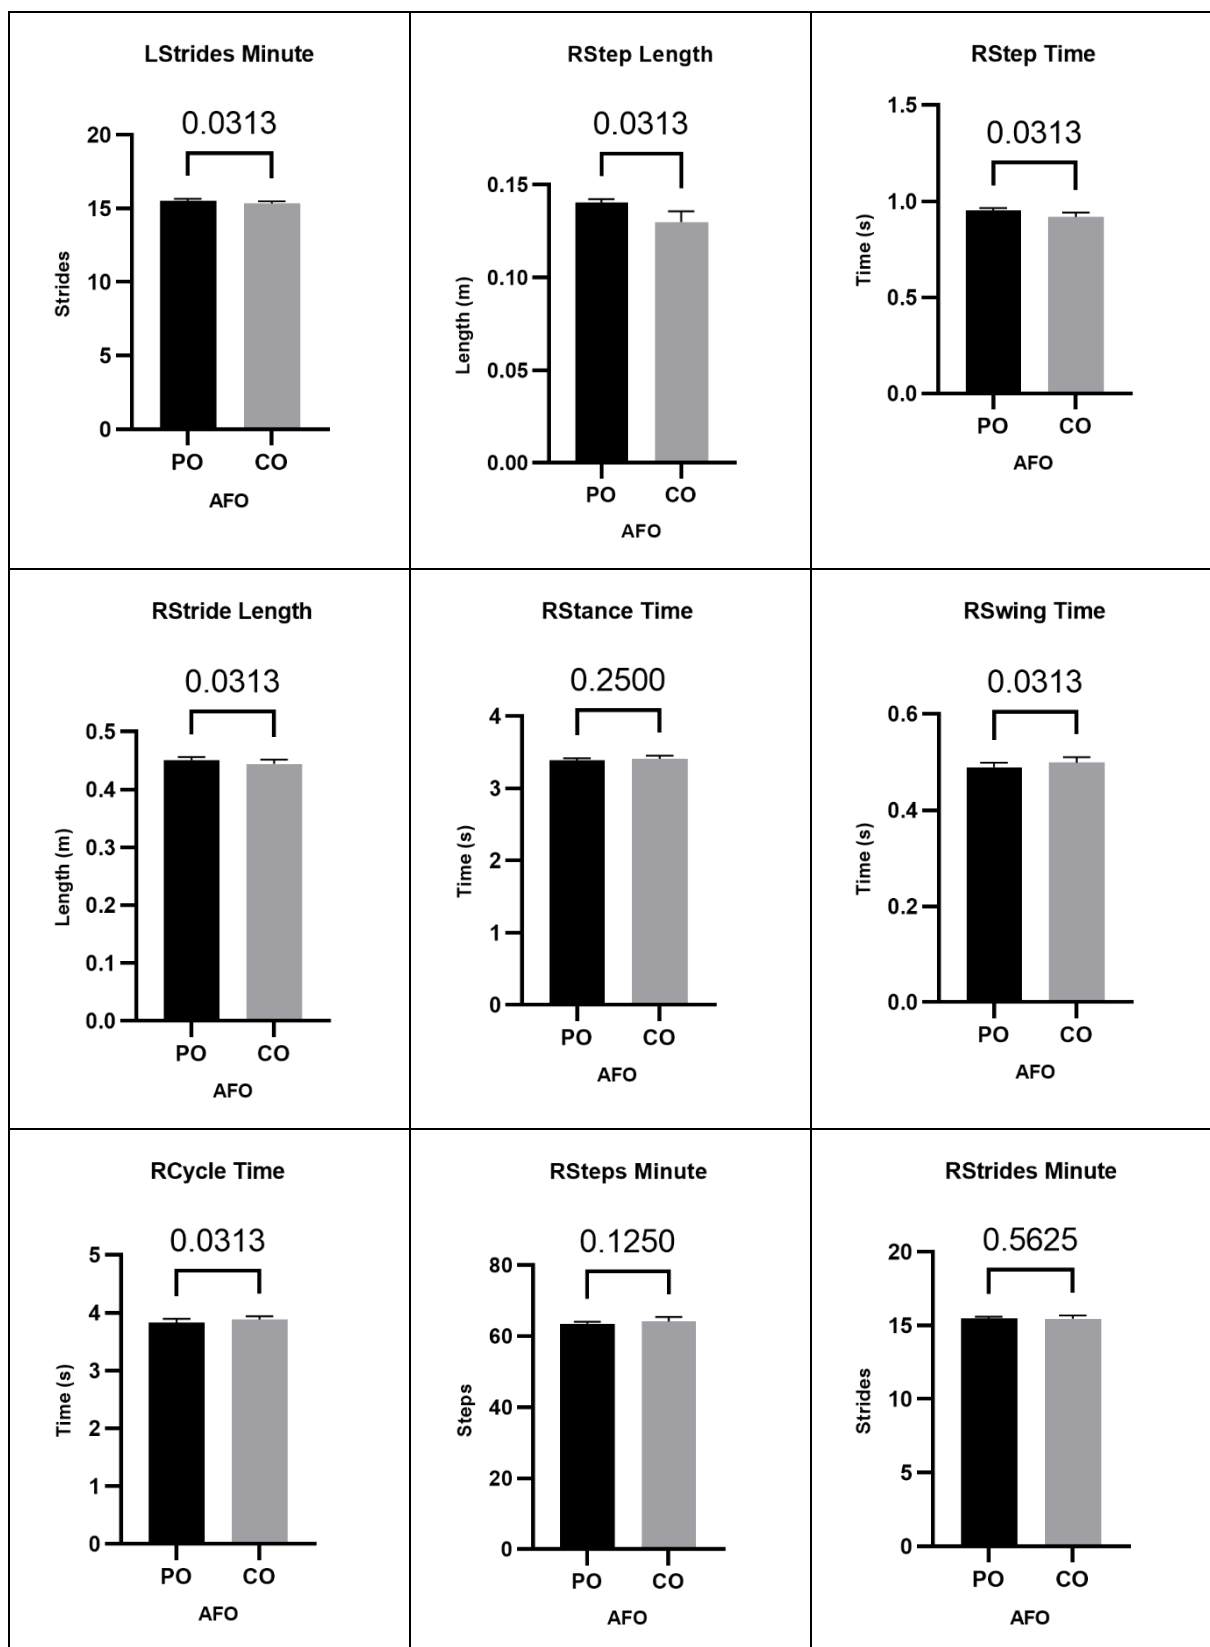 LStrides Minute
0.0313
20
15
10
5
0
Strides
PO CO
AFO
RStep Length
0.0313
0.15
0.10
0.05
0.00
Length (m)
PO CO
AFO
RStep Time
0.0313
1.5
1.0
0.5
0.0
Time (s)
PO CO
AFO
RStride Length
0.0313
0.5
0.4
0.3
0.2
0.1
0.0
Length (m)
PO CO
AFO
RStance Time
0.2500
4
3
2
1
0
Time (s)
PO CO
AFO
RSwing Time
0.0313
0.6
0.4
0.2
0.0
Time (s)
PO CO
AFO
RCycle Time
0.0313
5
4
3
2
1
0
Time (s)
PO CO
AFO
RSteps Minute
0.1250
80
60
40
20
0
Steps
PO CO
AFO
RStrides Minute
0.5625
20
15
10
5
0
Strides
PO CO
AFO